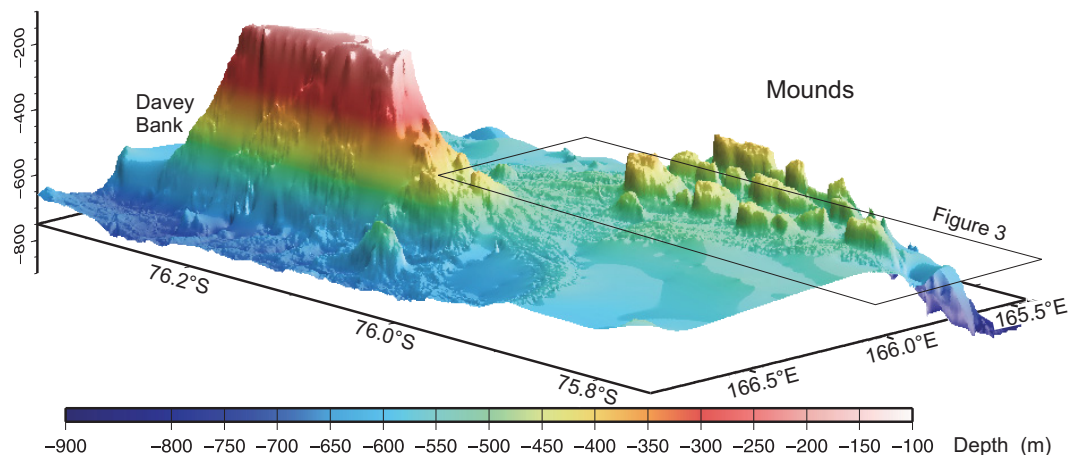 −200
−400
−600
−800
Davey
Bank
Mounds
Figure 3
76.2°S
76.0°S
75.8°S
166.5°E
166.0°E
165.5°E
−900 −800 −750 −700 −650 −600 −550 −500 −450 −400 −350 −300 −250 −200 −150 −100 Depth (m)